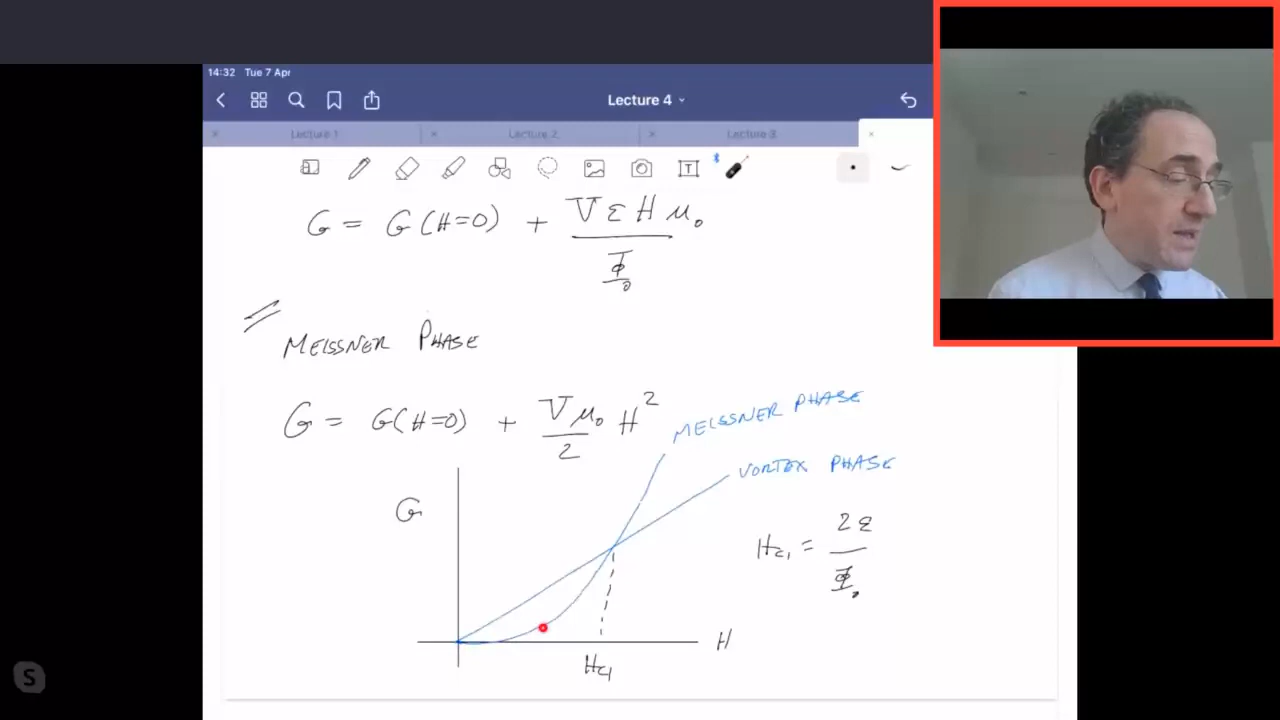 14:32 Tue 7 Apr
Lecture 4
Lecture 1 Lecture 2 Lecture 3
T
G = G(H=0) + VεHμ₀ / Φ₀
MEISSNER PHASE
G = G(H=0) + Vμ₀/2 H²
MEISSNER PHASE
VORTEX PHASE
G
Hc₁ = 2ε / Φ₀
H
Hc₁
S